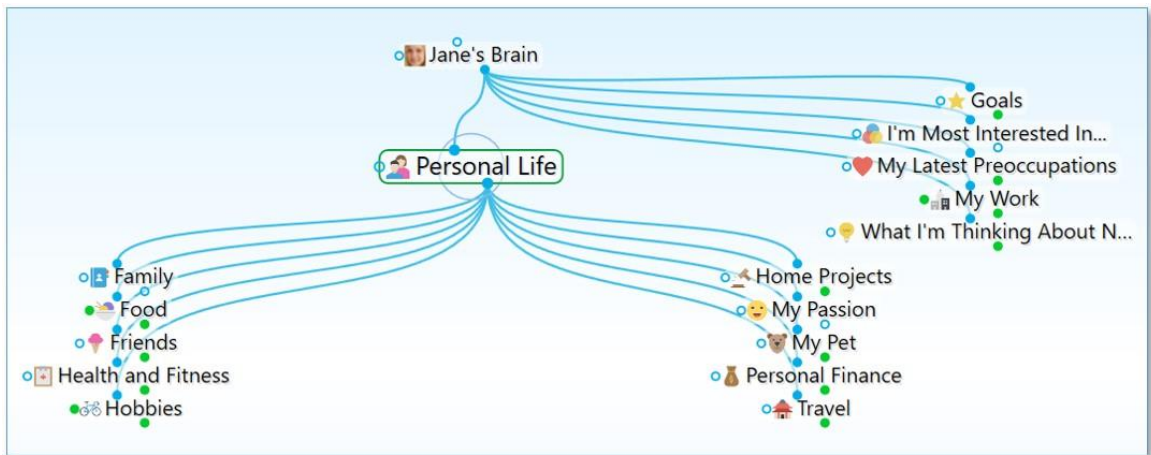 Jane's Brain
Goals
I'm Most Interested In...
My Latest Preoccupations
My Work
What I'm Thinking About N...
Personal Life
Family
Food
Friends
Health and Fitness
Hobbies
Home Projects
My Passion
My Pet
Personal Finance
Travel